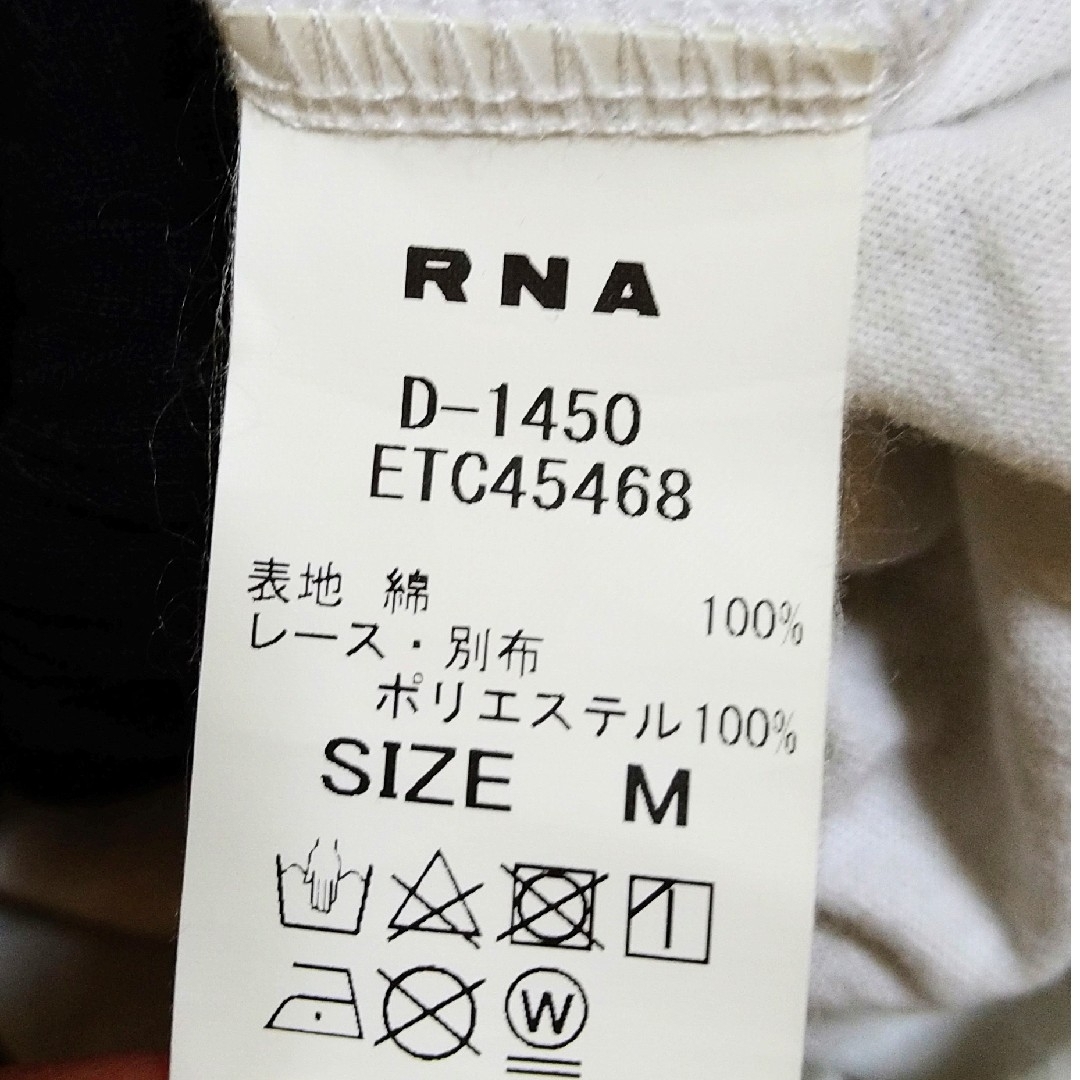 RNA
D-1450
ETC45468
表地 綿 100%
レース・別布
ポリエステル100%
SIZE M
W